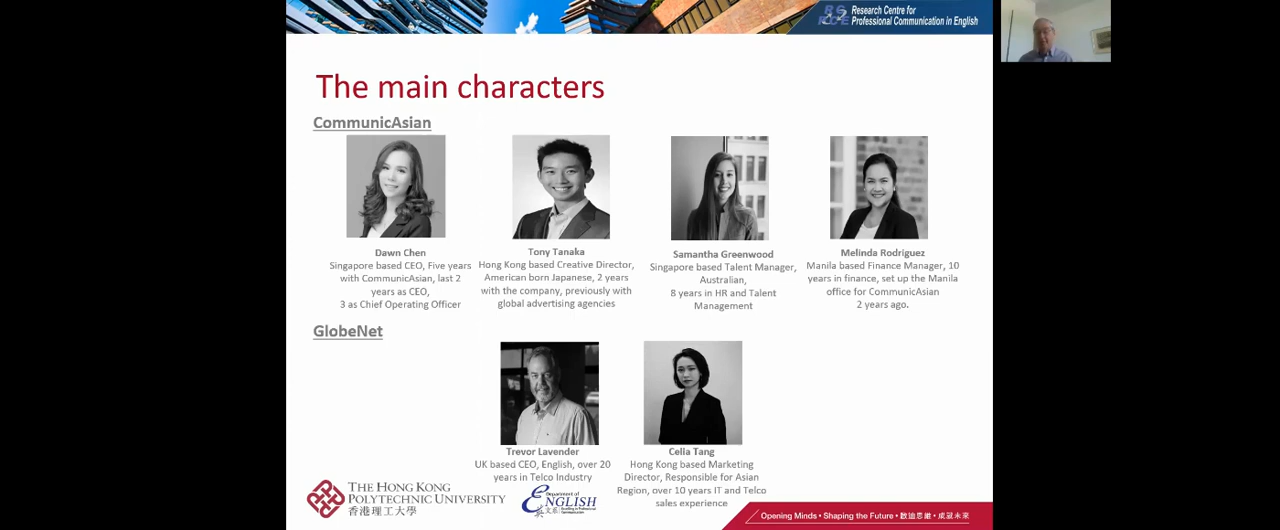 Research Centre for
Professional Communication in English
The main characters
CommunicAsian
Dawn Chen
Singapore based CEO, Five years
with CommunicAsian, last 2
years as CEO,
3 as Chief Operating Officer
Tony Tanaka
Hong Kong based Creative Director,
American born Japanese, 2 years
with the company, previously with
global advertising agencies
Samantha Greenwood
Singapore based Talent Manager,
Australian,
8 years in HR and Talent
Management
Melinda Rodriguez
Manila based Finance Manager, 10
years in finance, set up the Manila
office for CommunicAsian
2 years ago.
GlobeNet
Trevor Lavender
UK based CEO, English, over 20
years in Telco Industry
Celia Tang
Hong Kong based Marketing
Director, Responsible for Asian
Region, over 10 years IT and Telco
sales experience
THE HONG KONG
POLYTECHNIC UNIVERSITY
香港理工大學
Department of
ENGLISH
英文系
Opening Minds • Shaping the Future • 啟迪思維 • 成就未來